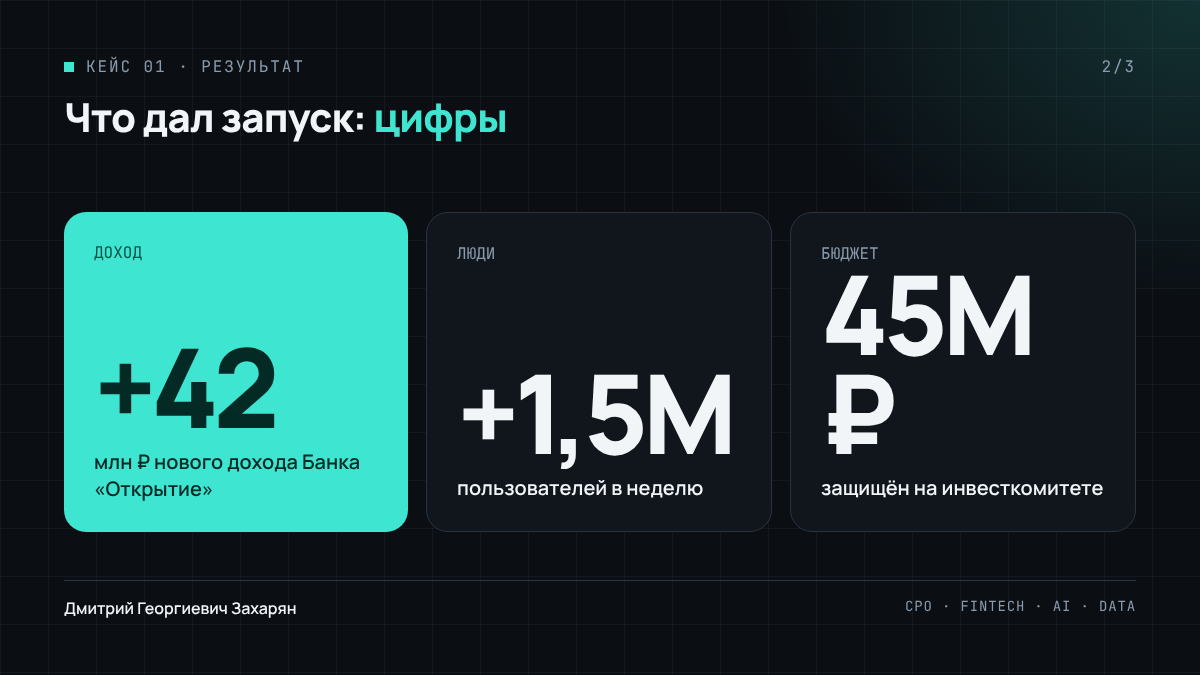 КЕЙС 01 · РЕЗУЛЬТАТ
2/3
Что дал запуск: цифры
ДОХОД
+42
млн ₽ нового дохода Банка
«Открытие»
ЛЮДИ
+1,5М
пользователей в неделю
БЮДЖЕТ
45М
₽
защищён на инвесткомитете
Дмитрий Георгиевич Захарян
CPO · FINTECH · AI · DATA